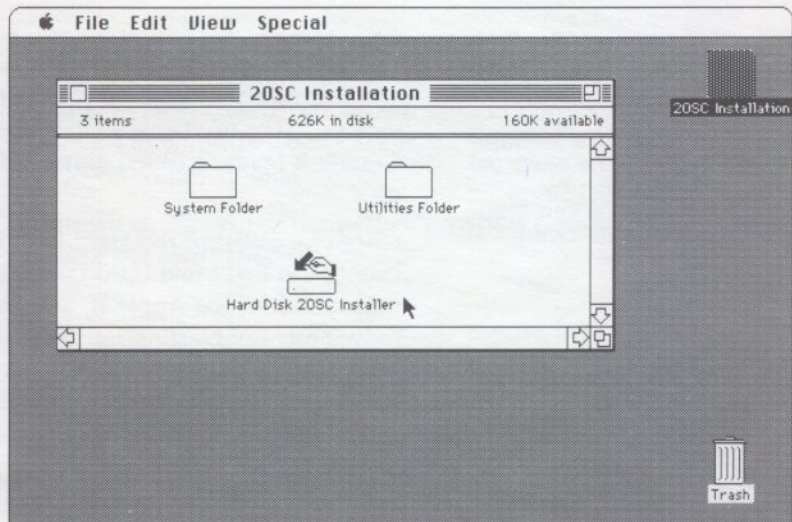 File Edit View Special
20SC Installation
3 items 626K in disk 160K available
System Folder Utilities Folder
Hard Disk 20SC Installer
20SC Installation
Trash